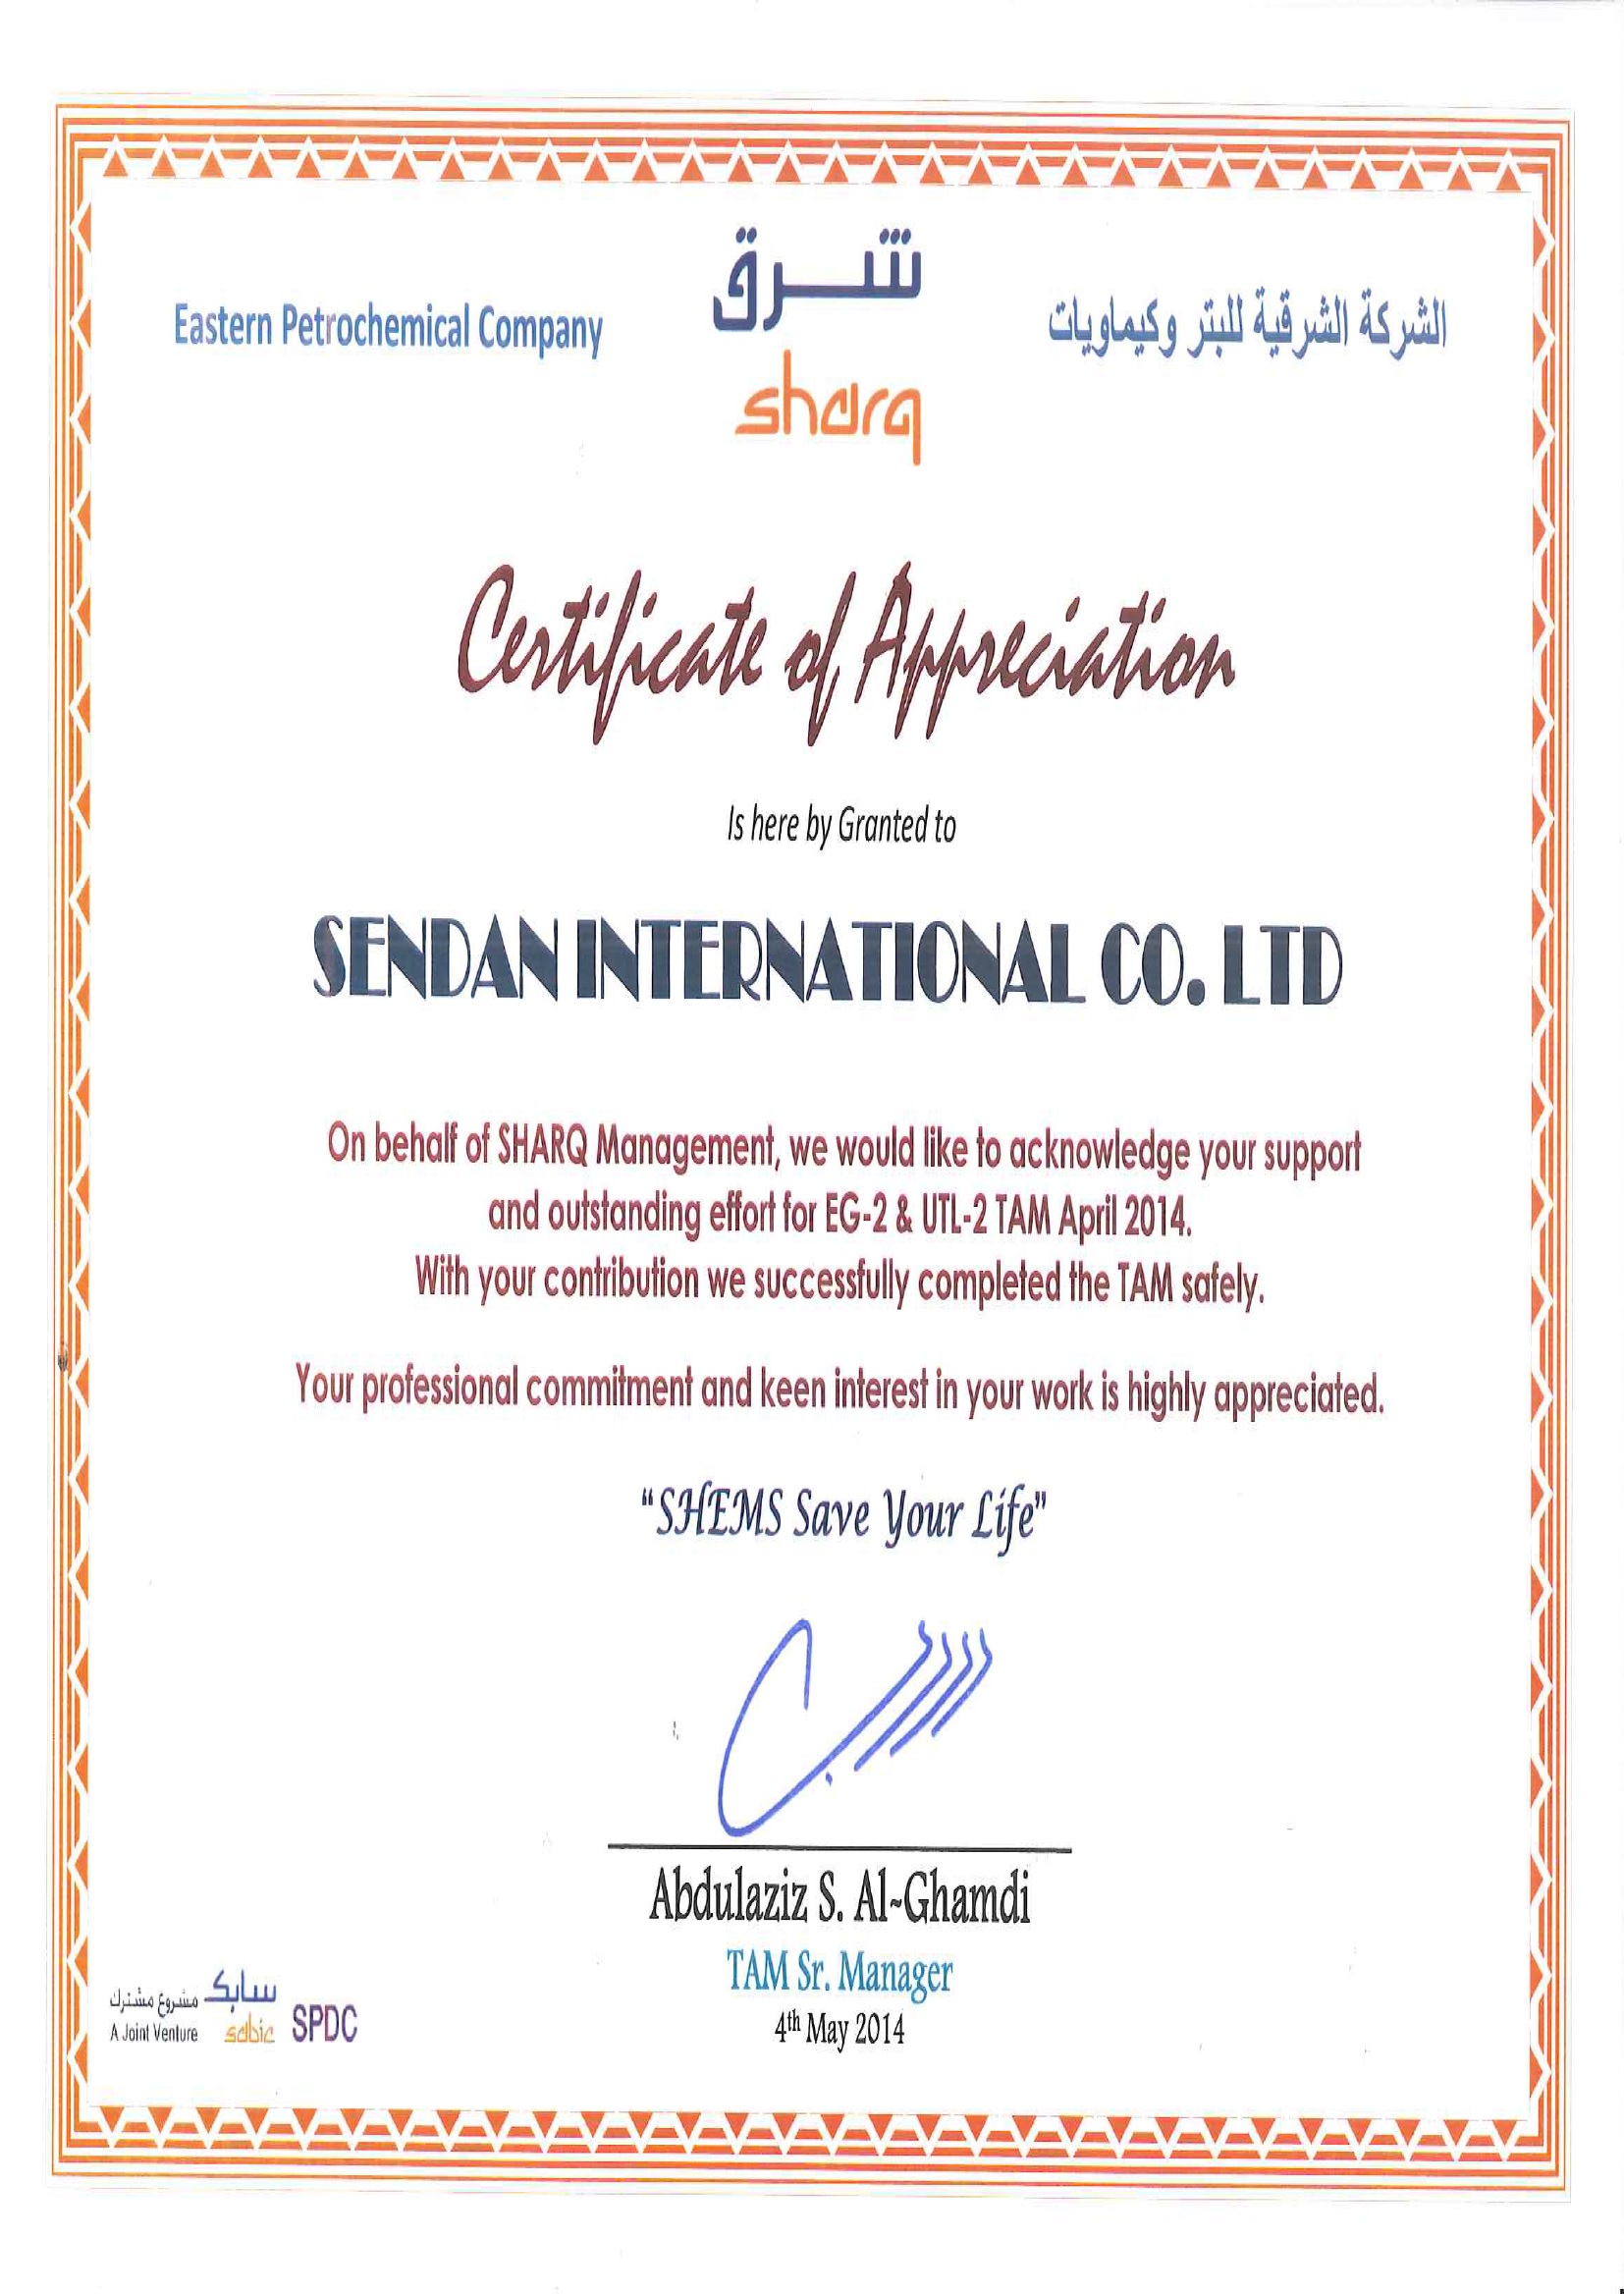 شرق
Eastern Petrochemical Company
الشركة الشرقية للبتر وكيماويات
sharq
Certificate of Appreciation
Is here by Granted to
SENDAN INTERNATIONAL CO. LTD
On behalf of SHARQ Management, we would like to acknowledge your support
and outstanding effort for EG-2 & UTL-2 TAM April 2014.
With your contribution we successfully completed the TAM safely.
Your professional commitment and keen interest in your work is highly appreciated.
"SHEMS Save Your Life"
Abdulaziz S. Al-Ghamdi
TAM Sr. Manager
4th May 2014
مشروع مشترك سابك
A Joint Venture sabic SPDC